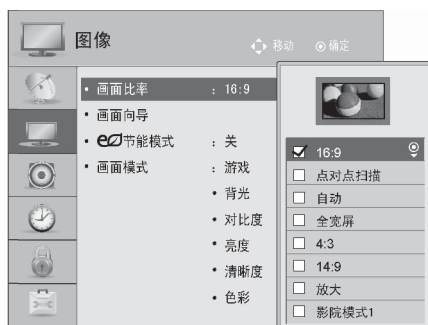 图像
移动 确定
• 画面比率 : 16:9
• 画面向导
• eco节能模式 : 关
• 画面模式 : 游戏
• 背光
• 对比度
• 亮度
• 清晰度
• 色彩
16:9
点对点扫描
自动
全宽屏
4:3
14:9
放大
影院模式1